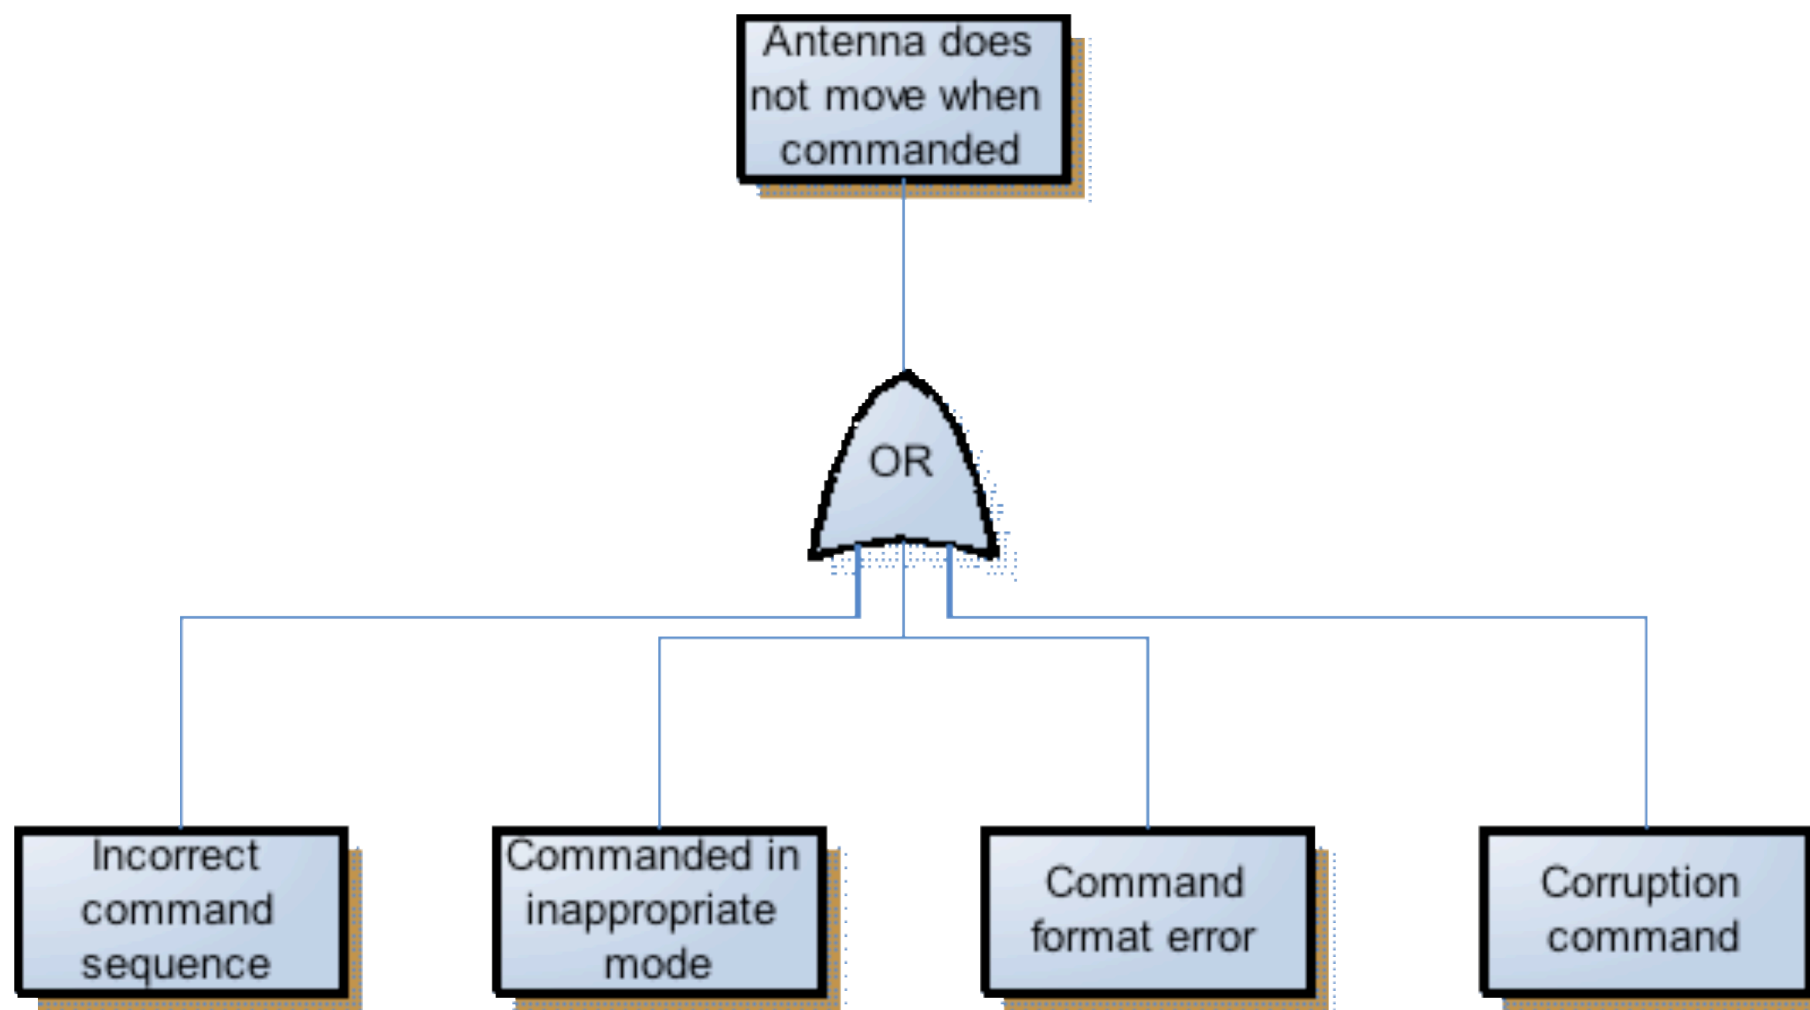 Antenna does
not move when
commanded
OR
Incorrect
command
sequence
Commanded in
inappropriate
mode
Command
format error
Corruption
command